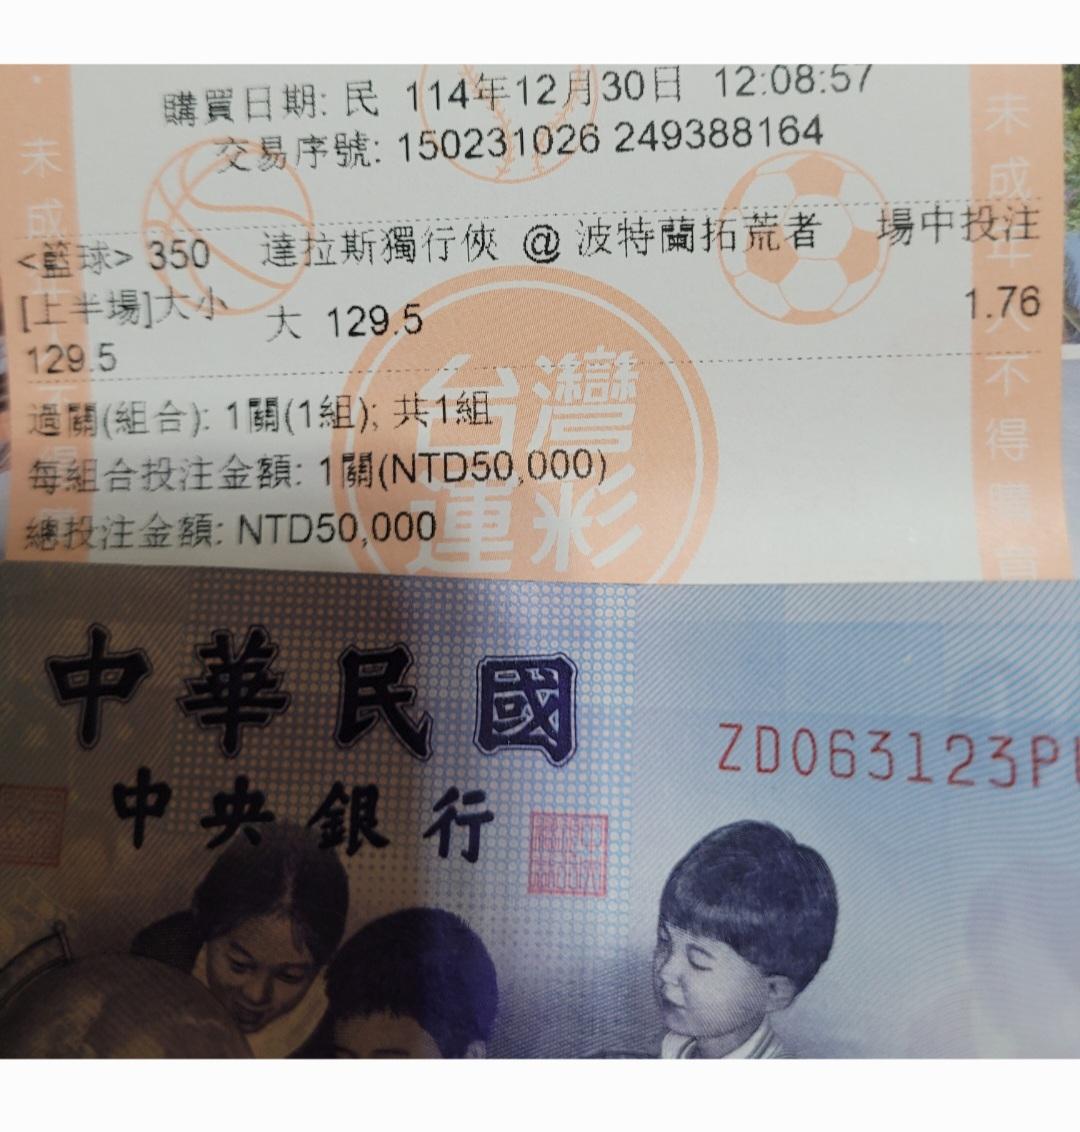 購買日期: 民 114年12月30日 12:08:57
交易序號: 150231026 249388164
<籃球> 350 達拉斯獨行俠 @ 波特蘭拓荒者 場中投注
[上半場]大小 大 129.5 1.76
129.5
過關(組合): 1關(1組); 共1組
每組合投注金額: 1關(NTD50,000)
總投注金額: NTD50,000
台灣
運彩
未成年
未成年人不得購
中華民國
ZD063123P
中央銀行